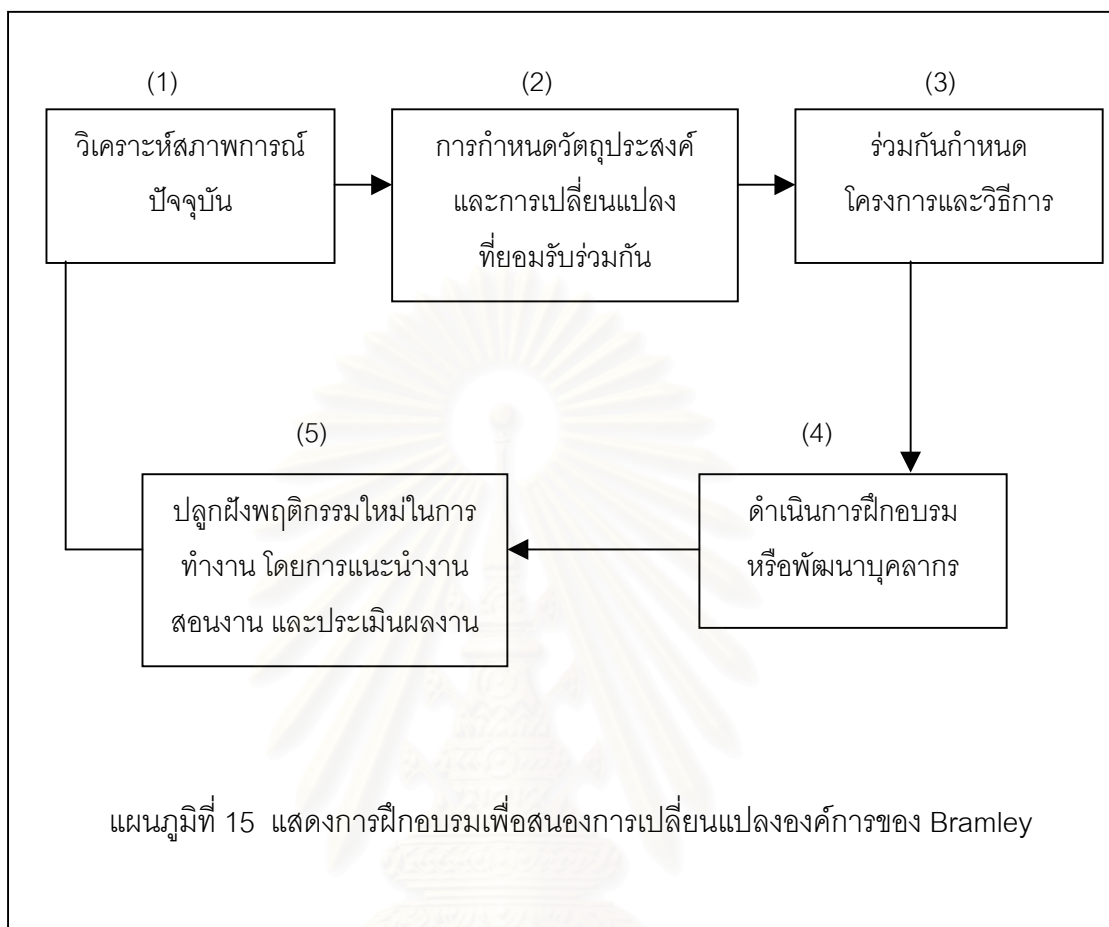 (1)
วิเคราะห์สภาพการณ์
ปัจจุบัน
(2)
การกำหนดวัตถุประสงค์
และการเปลี่ยนแปลง
ที่ยอมรับร่วมกัน
(3)
ร่วมกันกำหนด
โครงการและวิธีการ
(4)
ดำเนินการฝึกอบรม
หรือพัฒนาบุคลากร
(5)
ปลูกฝังพฤติกรรมใหม่ในการ
ทำงาน โดยการแนะนำงาน
สอนงาน และประเมินผลงาน
แผนภูมิที่ 15 แสดงการฝึกอบรมเพื่อสนองการเปลี่ยนแปลงองค์การของ Bramley